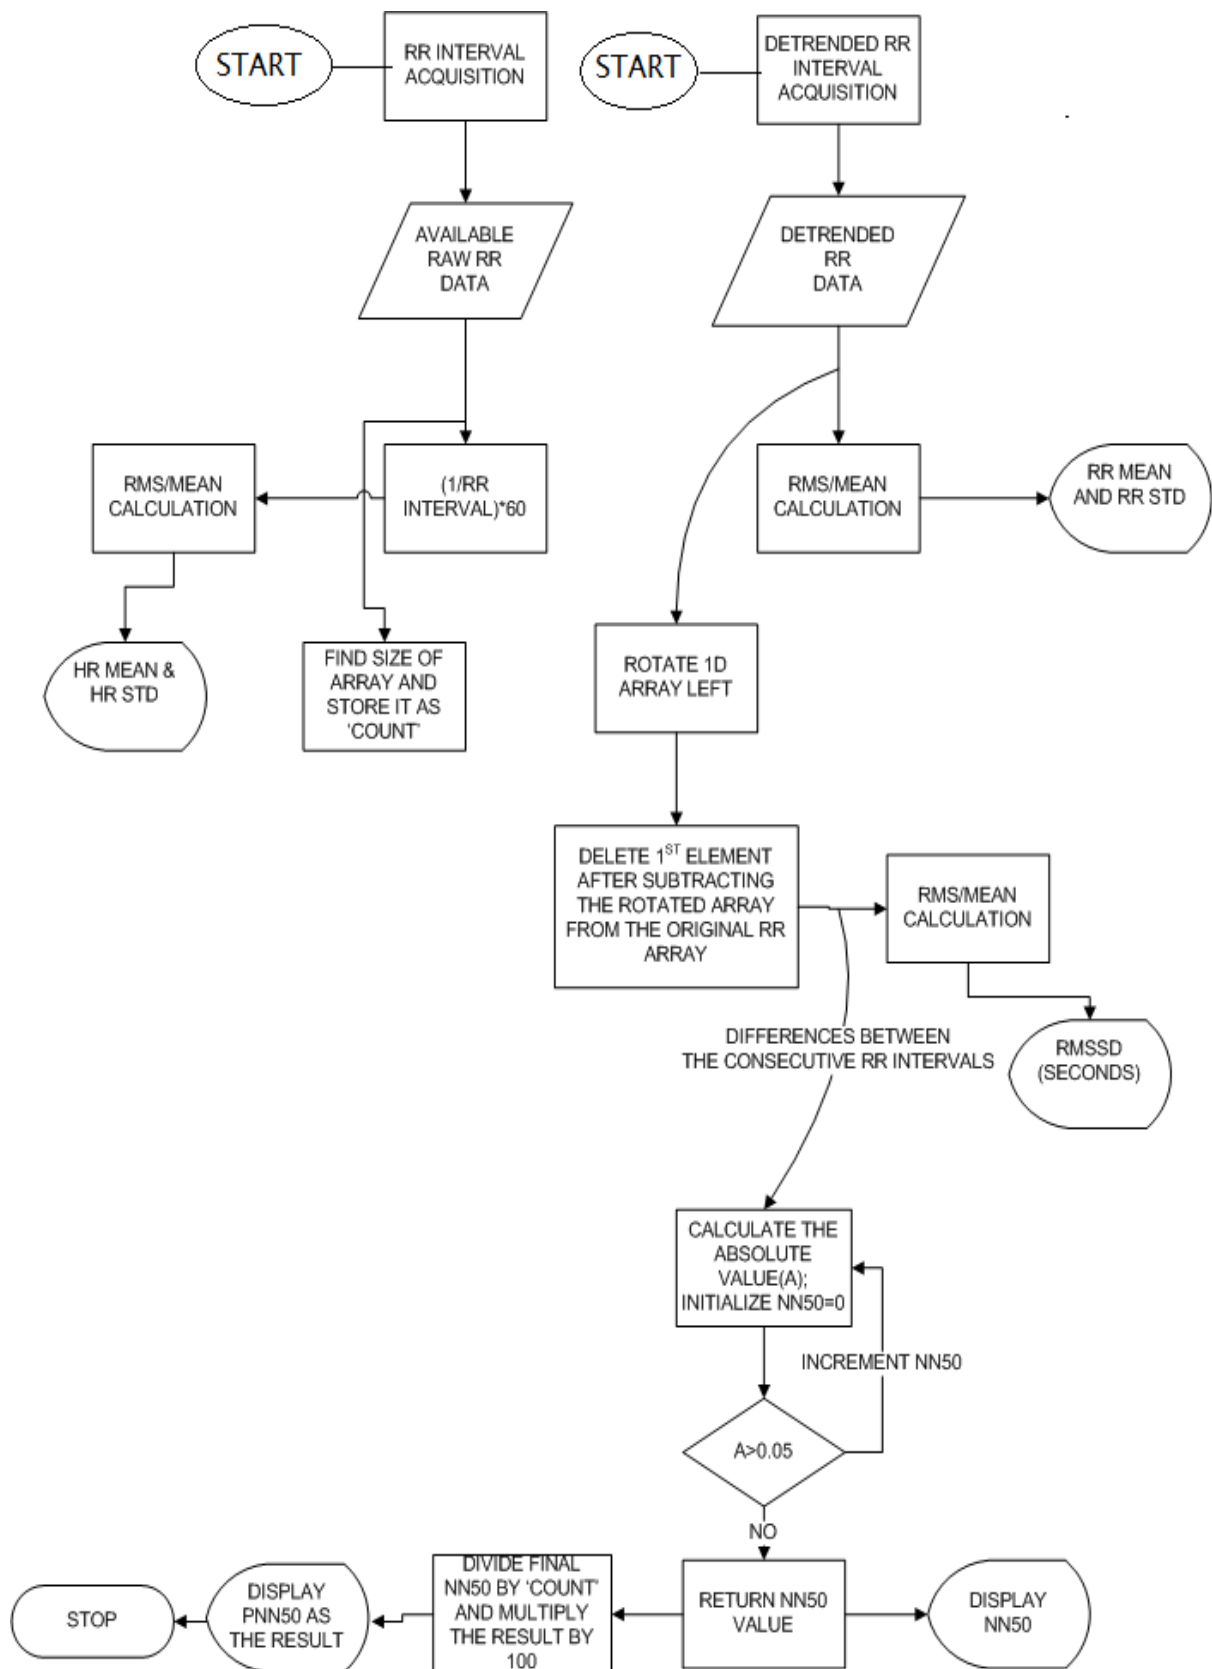 START
RR INTERVAL
ACQUISITION
START
DETRENDED RR
INTERVAL
ACQUISITION
AVAILABLE
RAW RR
DATA
DETRENDED
RR
DATA
RMS/MEAN
CALCULATION
(1/RR
INTERVAL)*60
RMS/MEAN
CALCULATION
RR MEAN
AND RR STD
HR MEAN &
HR STD
FIND SIZE OF
ARRAY AND
STORE IT AS
‘COUNT’
ROTATE 1D
ARRAY LEFT
DELETE 1ST ELEMENT
AFTER SUBTRACTING
THE ROTATED ARRAY
FROM THE ORIGINAL RR
ARRAY
RMS/MEAN
CALCULATION
DIFFERENCES BETWEEN
THE CONSECUTIVE RR INTERVALS
RMSSD
(SECONDS)
CALCULATE THE
ABSOLUTE
VALUE(A);
INITIALIZE NN50=0
INCREMENT NN50
A>0.05
NO
STOP
DISPLAY
PNN50 AS
THE RESULT
DIVIDE FINAL
NN50 BY ‘COUNT’
AND MULTIPLY
THE RESULT BY
100
RETURN NN50
VALUE
DISPLAY
NN50